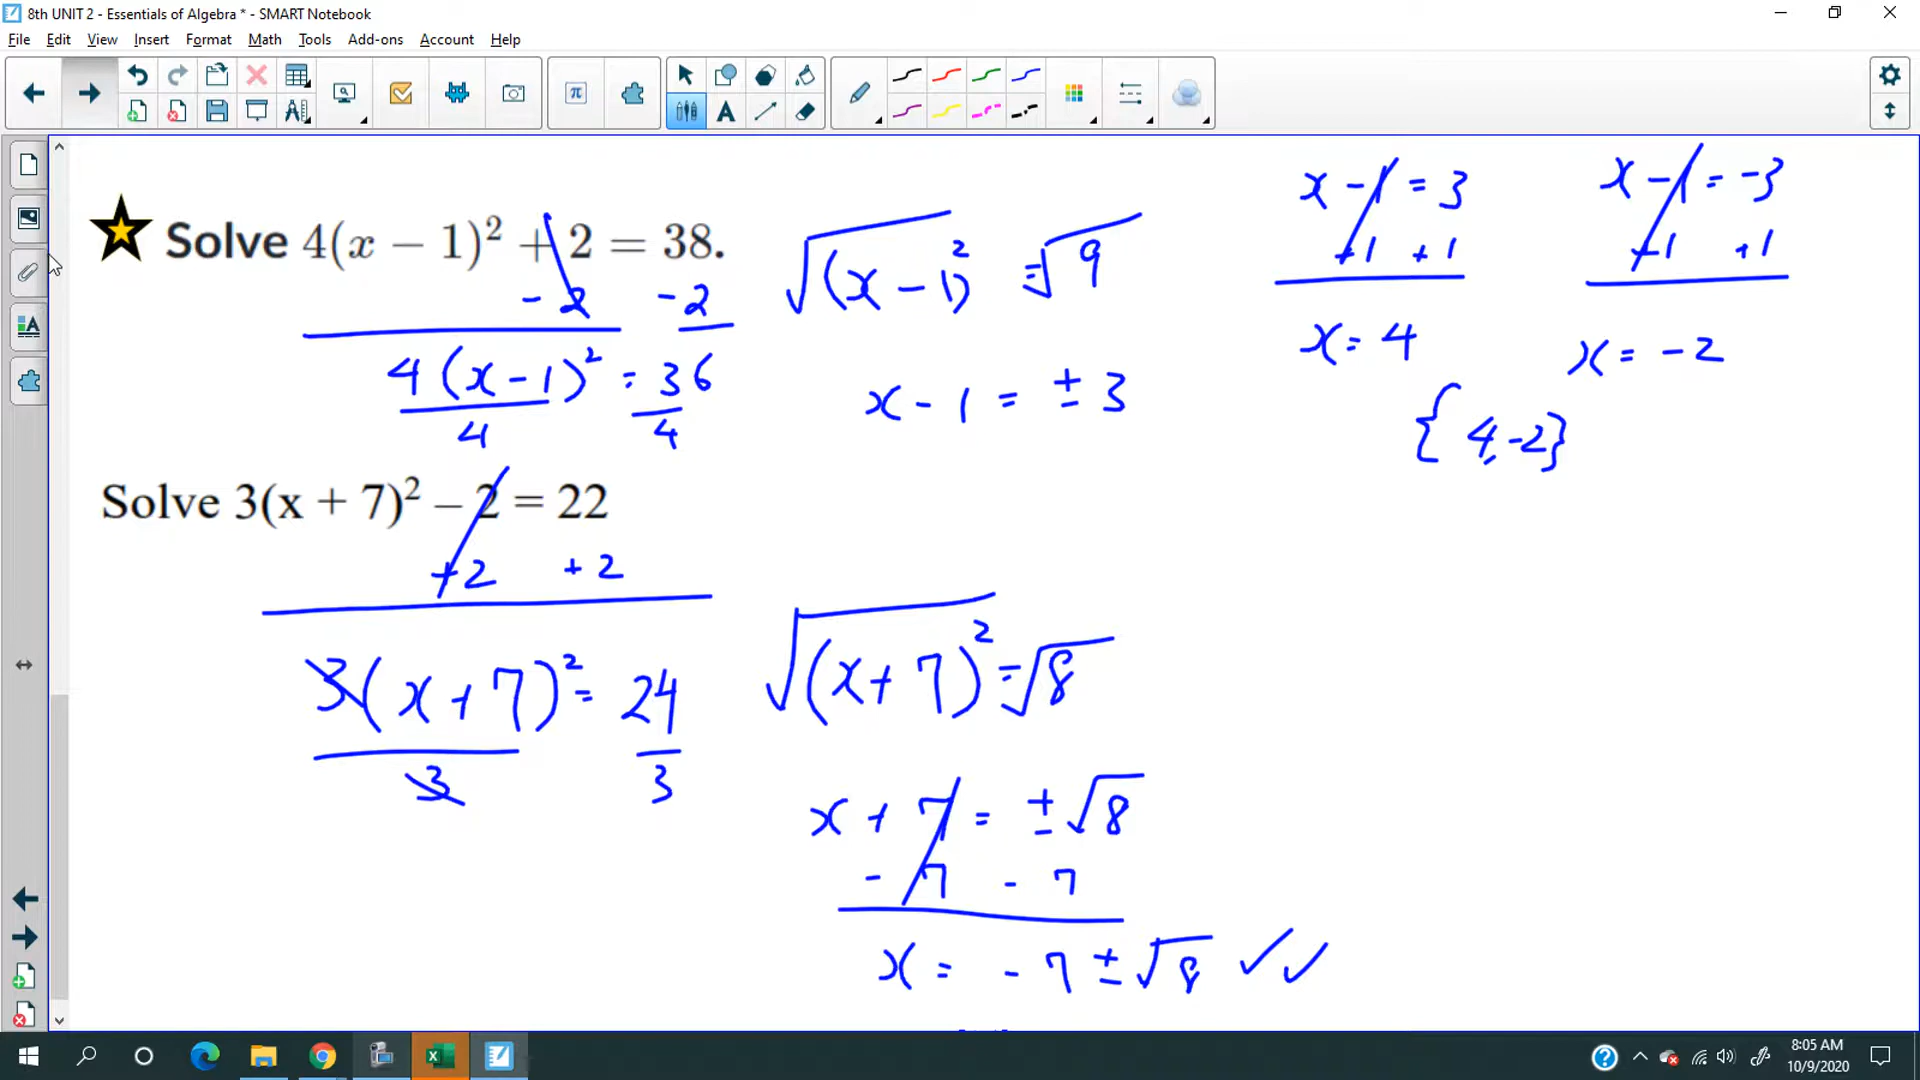 8th UNIT 2 - Essentials of Algebra * - SMART Notebook
File Edit View Insert Format Math Tools Add-ons Account Help
Solve 4(x − 1)² + 2 = 38.
- 2 - 2
4(x - 1)² = 36
4 4
√(x - 1)² = √9
x - 1 = ± 3
x - 1 = 3
+1 +1
x = 4
x - 1 = -3
+1 +1
x = -2
{4, -2}
Solve 3(x + 7)² – 2 = 22
+2 +2
3(x + 7)² = 24
3 3
√(x + 7)² = √8
x + 7 = ± √8
- 7 - 7
x = - 7 ± √8 ✓✓
8:05 AM
10/9/2020